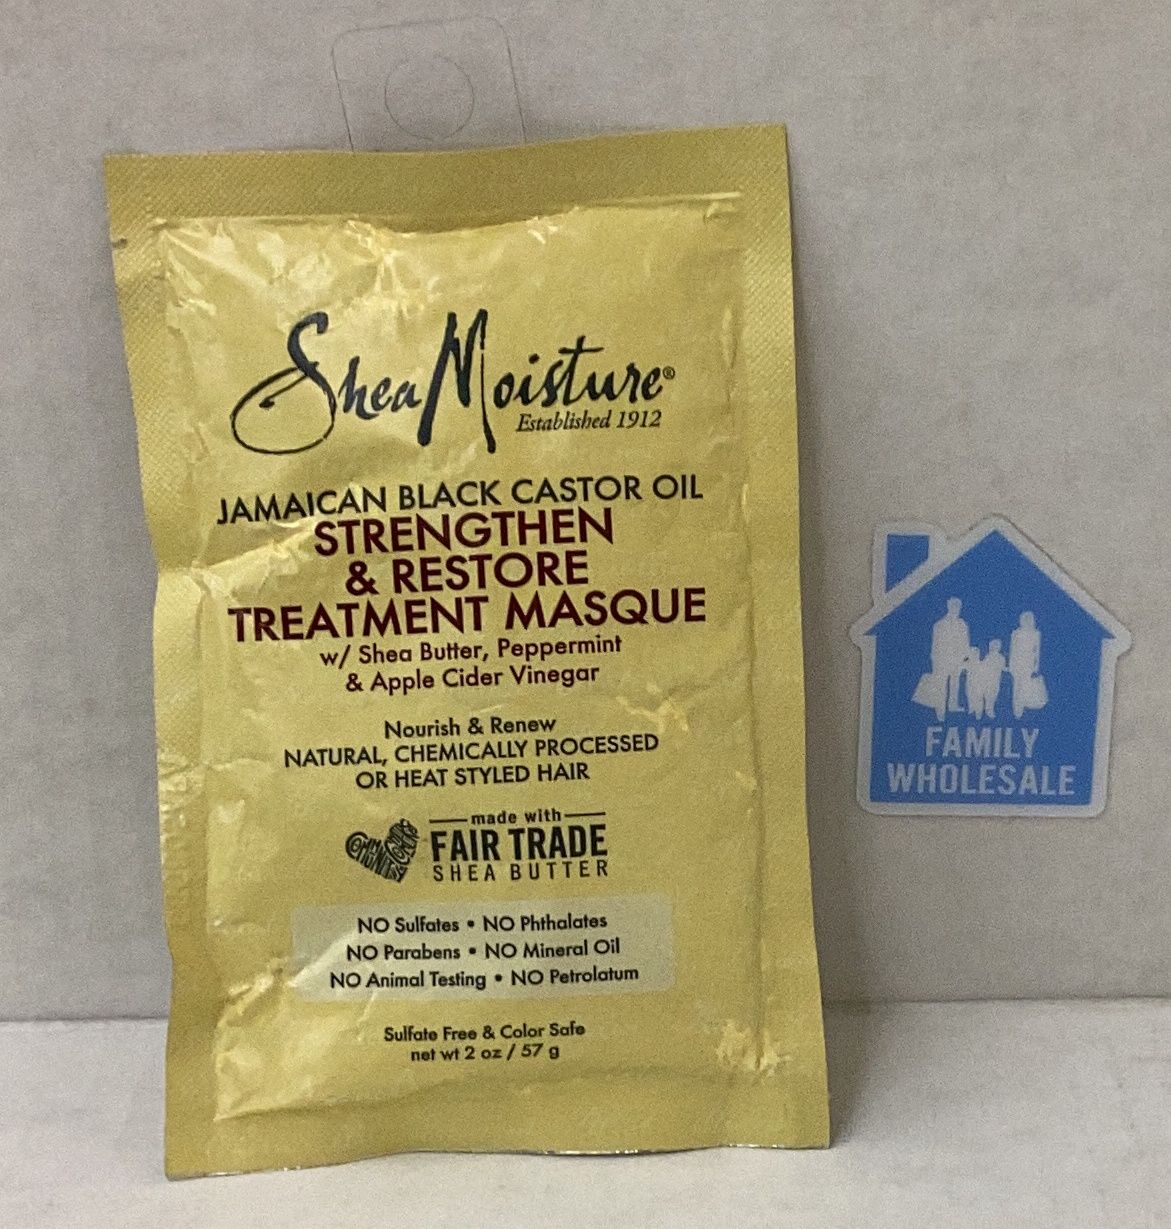 Shea Moisture®
Established 1912
JAMAICAN BLACK CASTOR OIL
STRENGTHEN
& RESTORE
TREATMENT MASQUE
w/ Shea Butter, Peppermint
& Apple Cider Vinegar
Nourish & Renew
NATURAL, CHEMICALLY PROCESSED
OR HEAT STYLED HAIR
made with
FAIR TRADE
SHEA BUTTER
NO Sulfates • NO Phthalates
NO Parabens • NO Mineral Oil
NO Animal Testing • NO Petrolatum
Sulfate Free & Color Safe
net wt 2 oz / 57 g
FAMILY
WHOLESALE